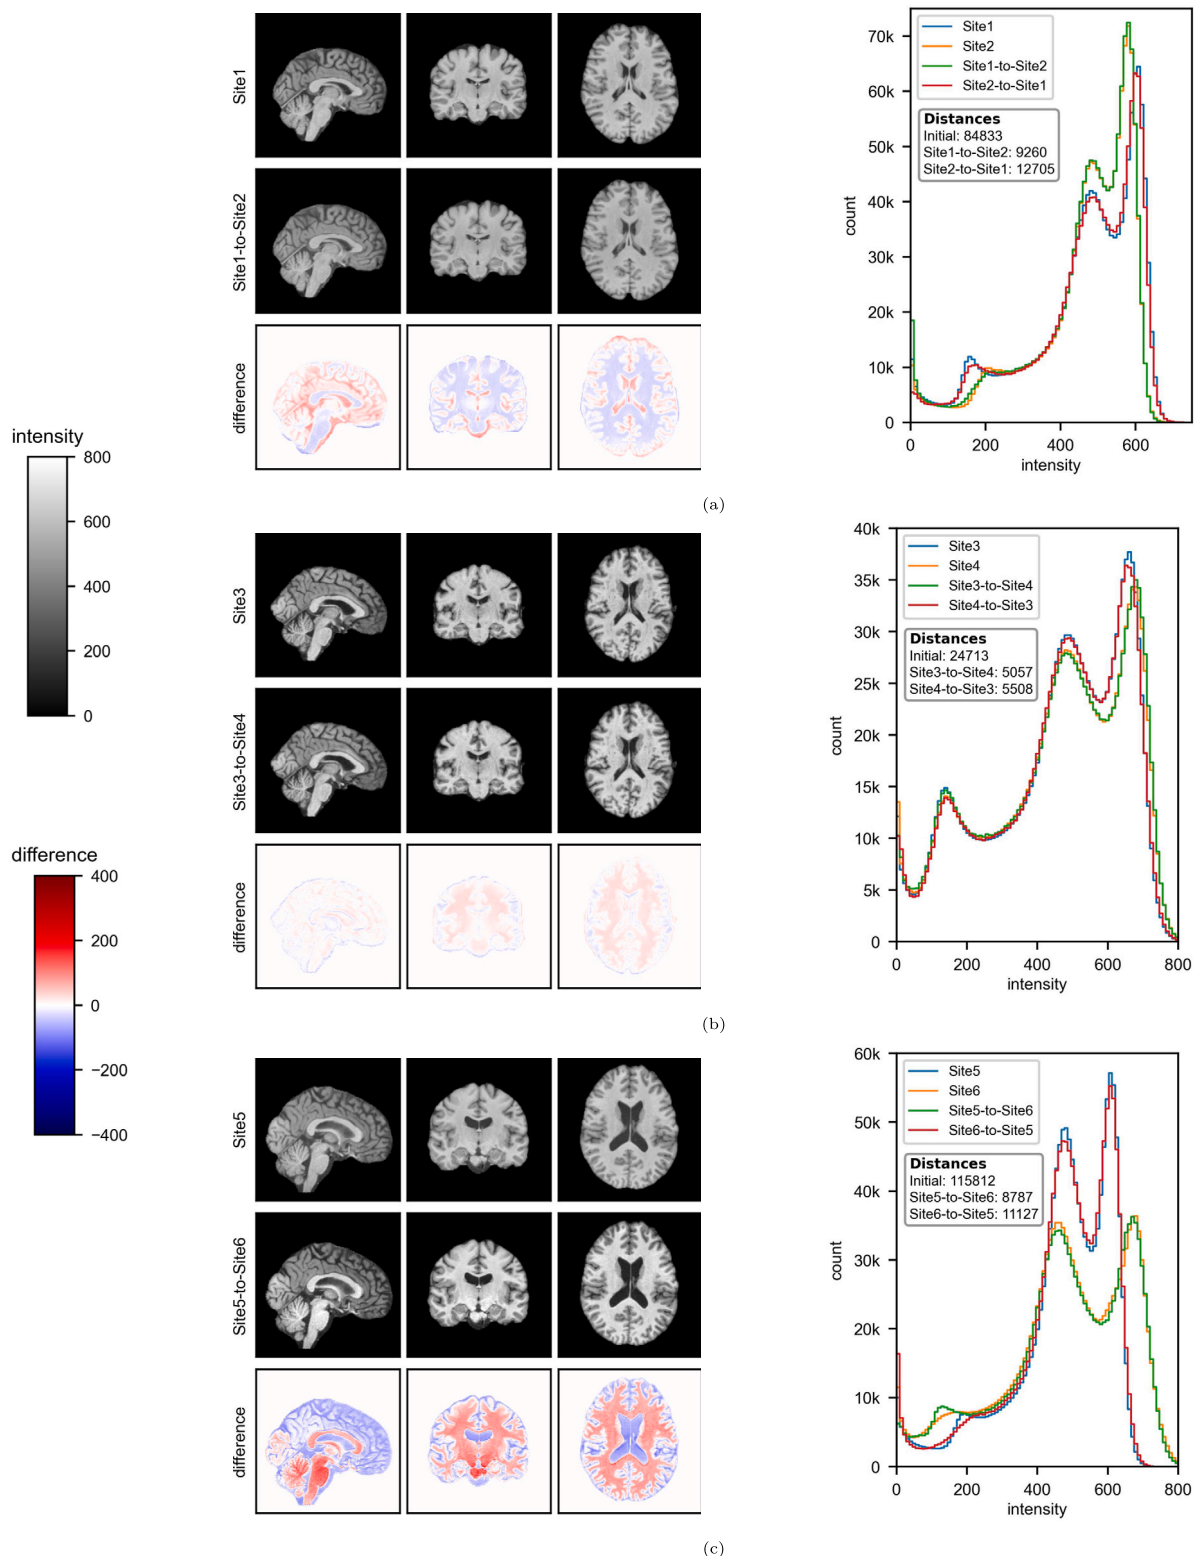 Site1
Site1-to-Site2
difference
70k
60k
50k
40k
30k
20k
10k
0
count
Site1
Site2
Site1-to-Site2
Site2-to-Site1
Distances
Initial: 84833
Site1-to-Site2: 9260
Site2-to-Site1: 12705
0
200
400
600
intensity
(a)
intensity
800
600
400
200
0
difference
400
200
0
−200
−400
Site3
Site3-to-Site4
difference
40k
35k
30k
25k
20k
15k
10k
5k
0
count
Site3
Site4
Site3-to-Site4
Site4-to-Site3
Distances
Initial: 24713
Site3-to-Site4: 5057
Site4-to-Site3: 5508
0
200
400
600
800
intensity
(b)
Site5
Site5-to-Site6
difference
60k
50k
40k
30k
20k
10k
0
count
Site5
Site6
Site5-to-Site6
Site6-to-Site5
Distances
Initial: 115812
Site5-to-Site6: 8787
Site6-to-Site5: 11127
0
200
400
600
800
intensity
(c)